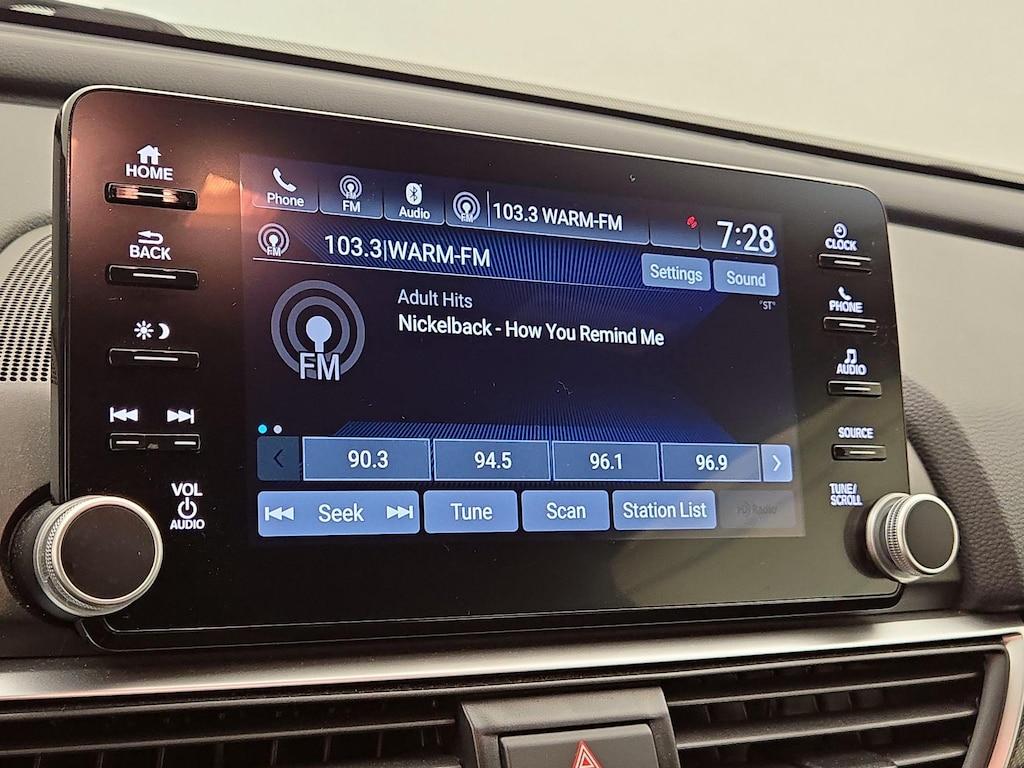 HOME
BACK
VOL
AUDIO
Phone
FM
Audio
FM
103.3 WARM-FM
7:28
FM
103.3|WARM-FM
Settings
Sound
"ST"
Adult Hits
Nickelback - How You Remind Me
FM
90.3
94.5
96.1
96.9
Seek
Tune
Scan
Station List
HD Radio
CLOCK
PHONE
AUDIO
SOURCE
TUNE/
SCROLL